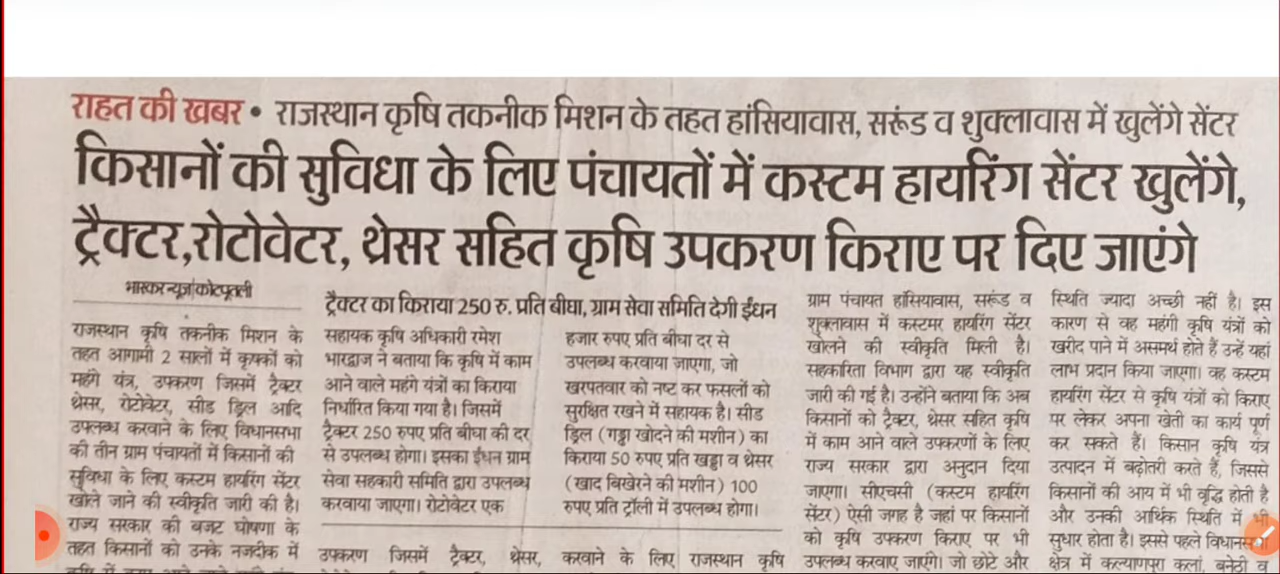 राहत की खबर • राजस्थान कृषि तकनीक मिशन के तहत हांसियावास, सरूंड व शुक्लावास में खुलेंगे सेंटर
किसानों की सुविधा के लिए पंचायतों में कस्टम हायरिंग सेंटर खुलेंगे,
ट्रैक्टर,रोटोवेटर, थ्रेसर सहित कृषि उपकरण किराए पर दिए जाएंगे
भास्कर न्यूज|कोटपूतली
राजस्थान कृषि तकनीक मिशन के
तहत आगामी 2 सालों में कृषकों को
महंगे यंत्र, उपकरण जिसमें ट्रैक्टर
थ्रेसर, रोटोवेटर, सीड ड्रिल आदि
उपलब्ध करवाने के लिए विधानसभा
की तीन ग्राम पंचायतों में किसानों की
सुविधा के लिए कस्टम हायरिंग सेंटर
खोले जाने की स्वीकृति जारी की है।
राज्य सरकार की बजट घोषणा के
तहत किसानों को उनके नजदीक में
ट्रैक्टर का किराया 250 रु. प्रति बीघा, ग्राम सेवा समिति देगी ईंधन
सहायक कृषि अधिकारी रमेश
भारद्वाज ने बताया कि कृषि में काम
आने वाले महंगे यंत्रों का किराया
निर्धारित किया गया है। जिसमें
ट्रैक्टर 250 रुपए प्रति बीघा की दर
से उपलब्ध होगा। इसका ईंधन ग्राम
सेवा सहकारी समिति द्वारा उपलब्ध
करवाया जाएगा। रोटोवेटर एक
हजार रुपए प्रति बीघा दर से
उपलब्ध करवाया जाएगा, जो
खरपतवार को नष्ट कर फसलों को
सुरक्षित रखने में सहायक है। सीड
ड्रिल (गड्ढा खोदने की मशीन) का
किराया 50 रुपए प्रति खड्डा व थ्रेसर
(खाद बिखेरने की मशीन) 100
रुपए प्रति ट्रॉली में उपलब्ध होगा।
उपकरण जिसमें ट्रैक्टर, थ्रेसर,
करवाने के लिए राजस्थान कृषि
ग्राम पंचायत हांसियावास, सरूंड व
शुक्लावास में कस्टमर हायरिंग सेंटर
खोलने की स्वीकृति मिली है।
सहकारिता विभाग द्वारा यह स्वीकृति
जारी की गई है। उन्होंने बताया कि अब
किसानों को ट्रैक्टर, थ्रेसर सहित कृषि
में काम आने वाले उपकरणों के लिए
राज्य सरकार द्वारा अनुदान दिया
जाएगा। सीएचसी (कस्टम हायरिंग
सेंटर) ऐसी जगह है जहां पर किसानों
को कृषि उपकरण किराए पर भी
उपलब्ध करवाए जाएंगे। जो छोटे और
स्थिति ज्यादा अच्छी नहीं है। इस
कारण से वह महंगी कृषि यंत्रों को
खरीद पाने में असमर्थ होते हैं उन्हें यहां
लाभ प्रदान किया जाएगा। वह कस्टम
हायरिंग सेंटर से कृषि यंत्रों को किराए
पर लेकर अपना खेती का कार्य पूर्ण
कर सकते हैं। किसान कृषि यंत्र
उत्पादन में बढ़ोतरी करते हैं, जिससे
किसानों की आय में भी वृद्धि होती है
और उनकी आर्थिक स्थिति में भी
सुधार होता है। इससे पहले विधानसभा
क्षेत्र में कल्याणपुरा कलां, बनेठी व